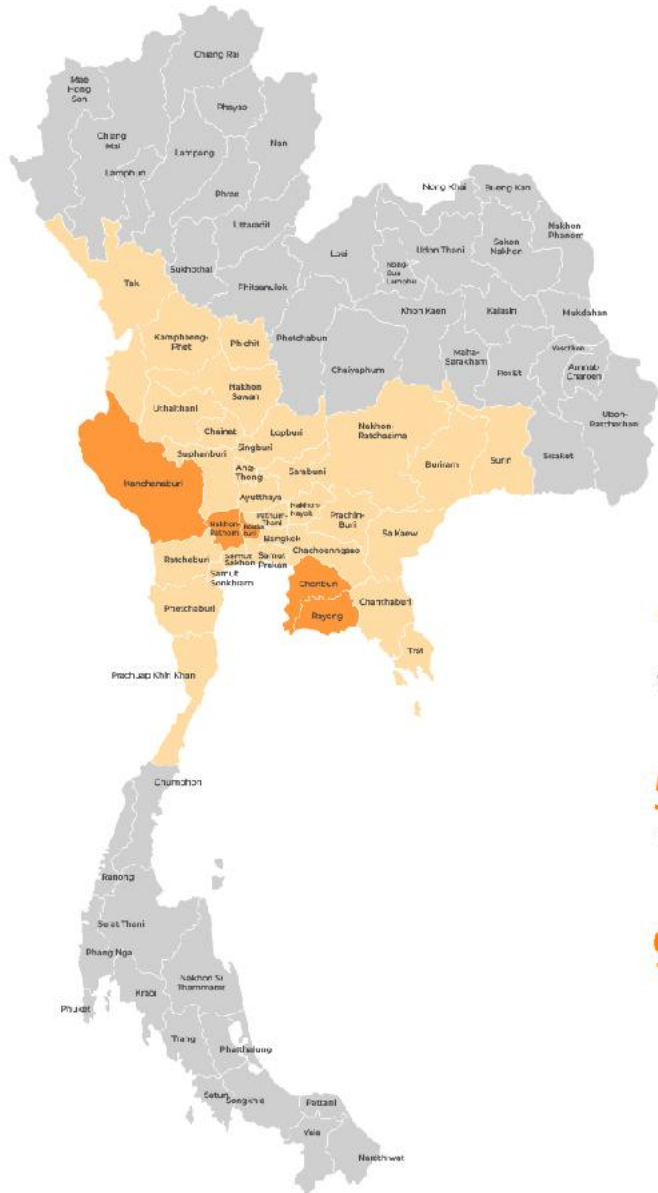 Chiang Rai
Mae
Hong
Son
Phayao
Chiang
Mai
Lampang
Nan
Lamphun
Phrae
Uttaradit
Nong Khai
Bueng Kan
Nakhon
Phanom
Loei
Udon Thani
Sakon
Nakhon
Nong
Bua
Lamphu
Sukhothai
Phitsanulok
Tak
Khon Kaen
Kalasin
Mukdahan
Kamphaeng-
Phet
Phichit
Phetchabun
Maha-
Sarakham
Roi Et
Yasothon
Amnat
Charoen
Chaiyaphum
Nakhon
Sawan
Uthaithani
Chainat
Lopburi
Nakhon-
Ratchasima
Buriram
Surin
Sisaket
Ubon-
Ratchathani
Singburi
Suphanburi
Ang-
Thong
Saraburi
Kanchanaburi
Ayutthaya
Pathum-
Thani
Nakhon-
Nayok
Prachin-
Buri
Sa Kaew
Nakhon-
Pathom
Bangkok
Ratchaburi
Samut
Sakhon
Samut
Prakan
Chachoengpao
Samut
Songkhram
Chonburi
Phetchaburi
Rayong
Chanthaburi
Trat
Prachuap Khiri Khan
Chumphon
Ranong
Surat Thani
Phang Nga
Nakhon Si
Thammarat
Krabi
Phuket
Trang
Phatthalung
Satun
Songkhla
Pattani
Yala
Narathiwat